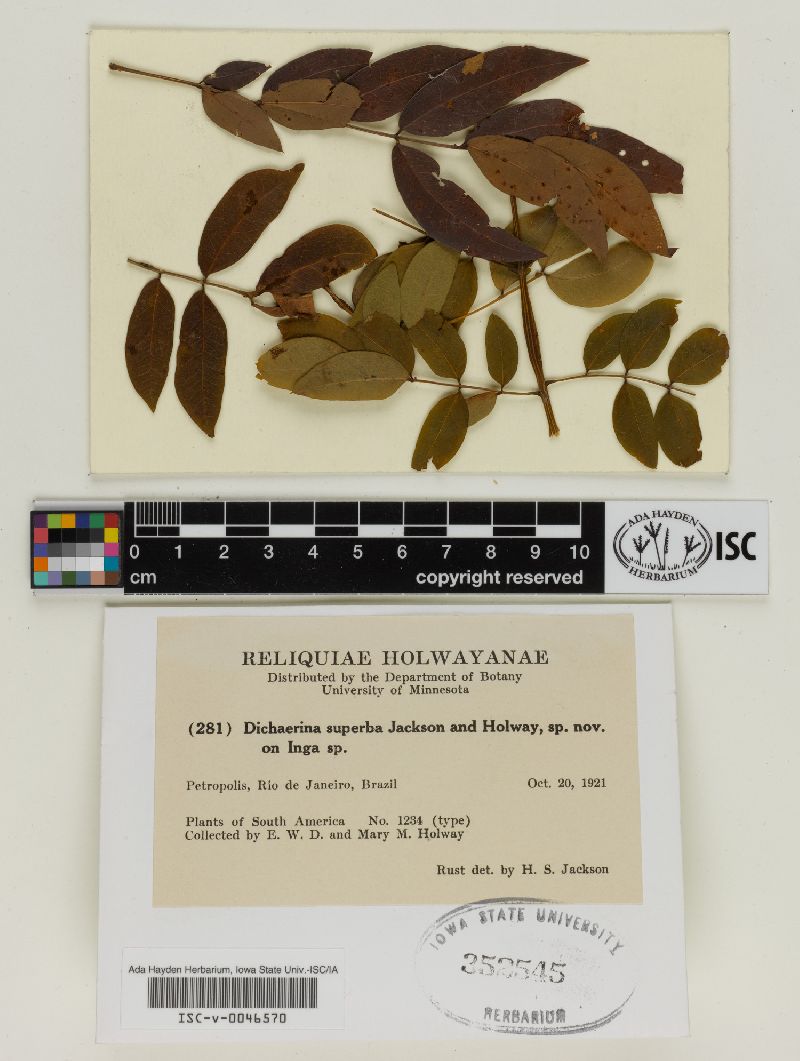 0 1 2 3 4 5 6 7 8 9 10
cm
copyright reserved
ADA HAYDEN
HERBARIUM
ISC
RELIQUIAE HOLWAYANAE
Distributed by the Department of Botany
University of Minnesota
(281) Dichaerina superba Jackson and Holway, sp. nov.
on Inga sp.
Petropolis, Rio de Janeiro, Brazil Oct. 20, 1921
Plants of South America No. 1234 (type)
Collected by E. W. D. and Mary M. Holway
Rust det. by H. S. Jackson
IOWA STATE UNIVERSITY
352545
HERBARIUM
Ada Hayden Herbarium, Iowa State Univ.-ISC/IA
ISC-v-0046570